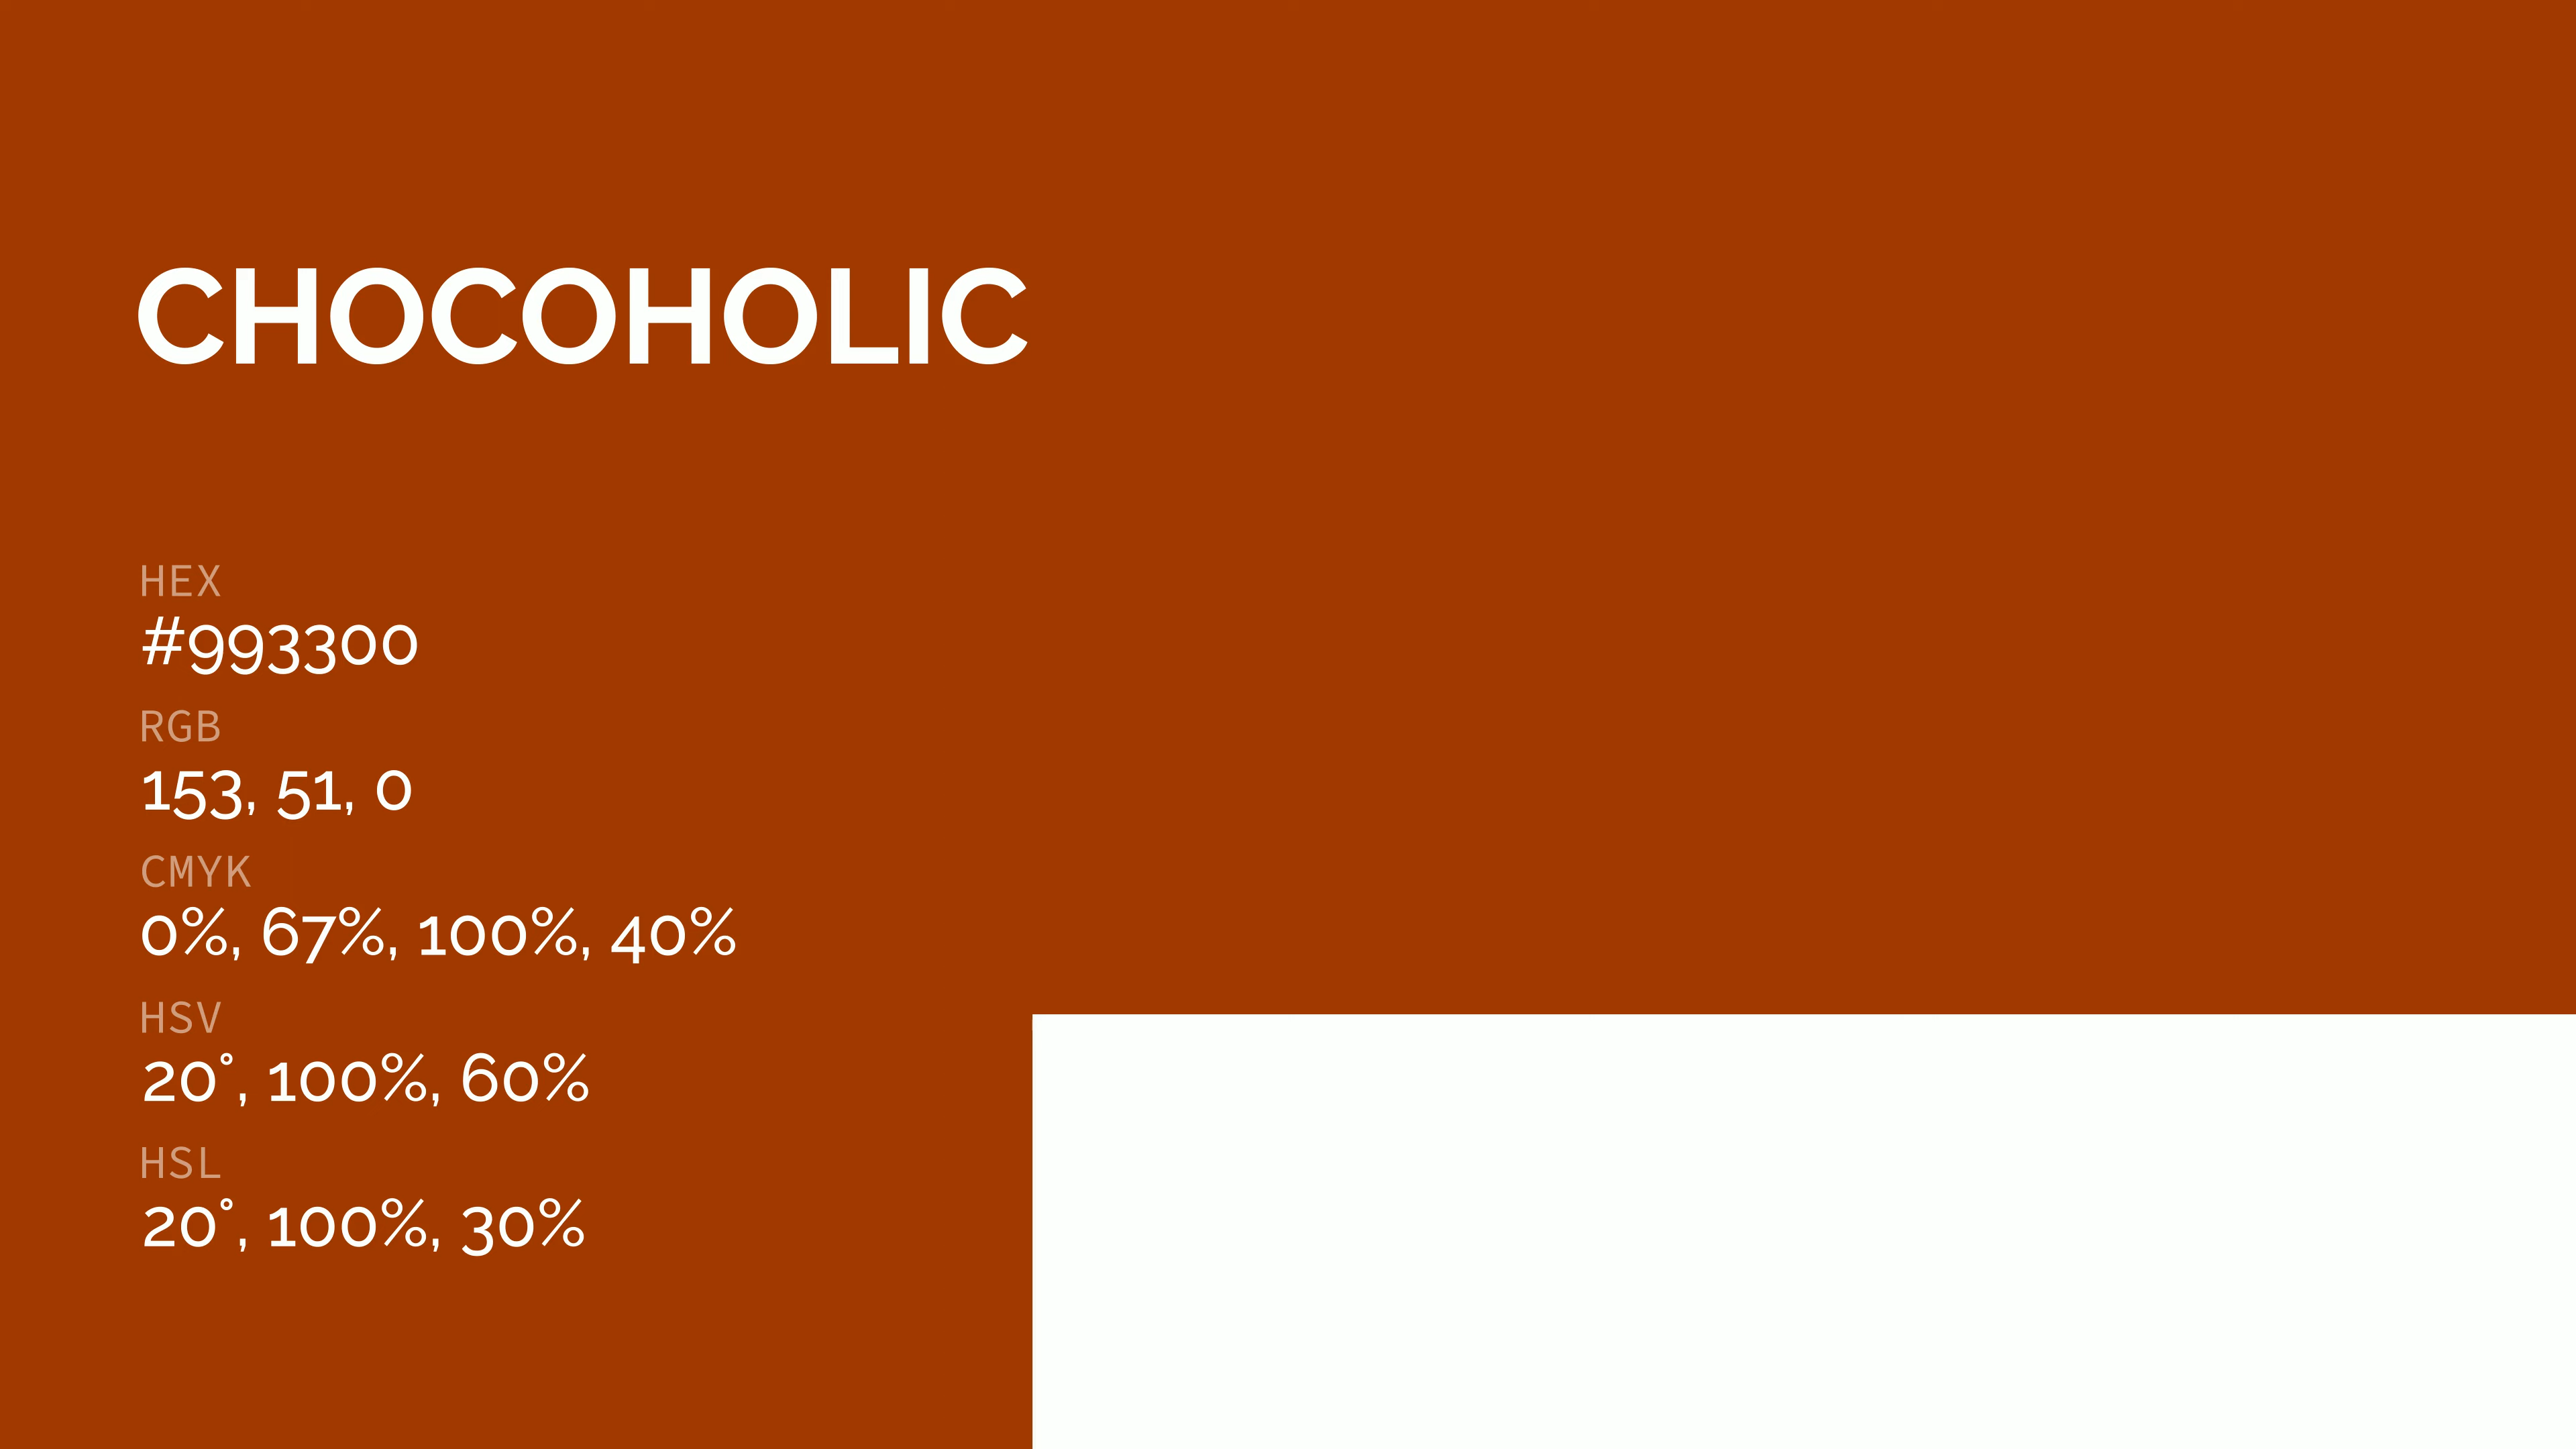 CHOCOHOLIC
HEX
#993300
RGB
153, 51, 0
CMYK
0%, 67%, 100%, 40%
HSV
20°, 100%, 60%
HSL
20°, 100%, 30%